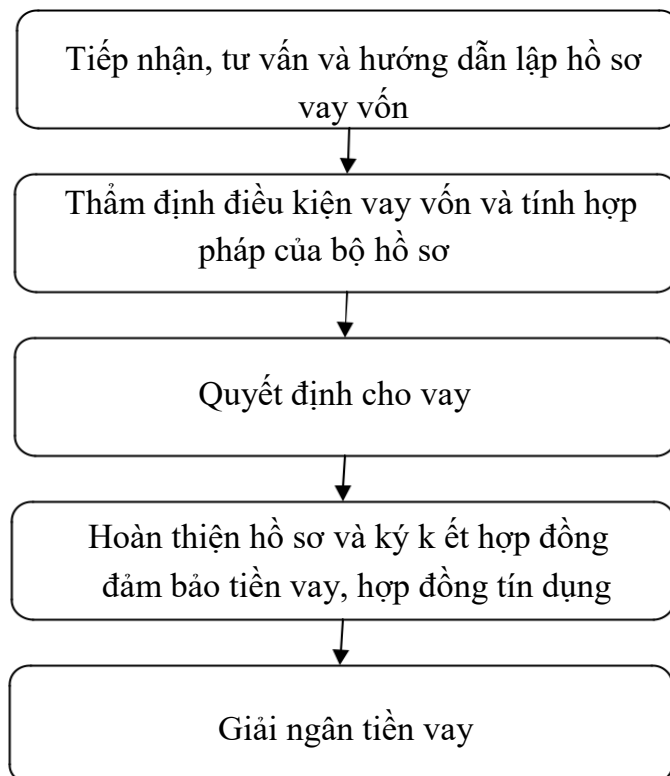 Tiếp nhận, tư vấn và hướng dẫn lập hồ sơ
vay vốn
Thẩm định điều kiện vay vốn và tính hợp
pháp của bộ hồ sơ
Quyết định cho vay
Hoàn thiện hồ sơ và ký k ết hợp đồng
đảm bảo tiền vay, hợp đồng tín dụng
Giải ngân tiền vay